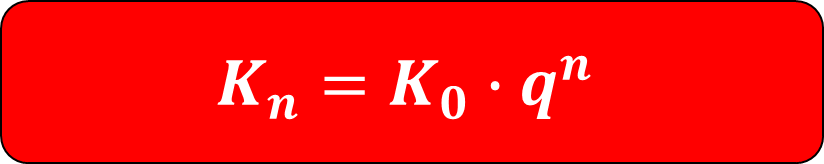 Kₙ = K₀ · qⁿ